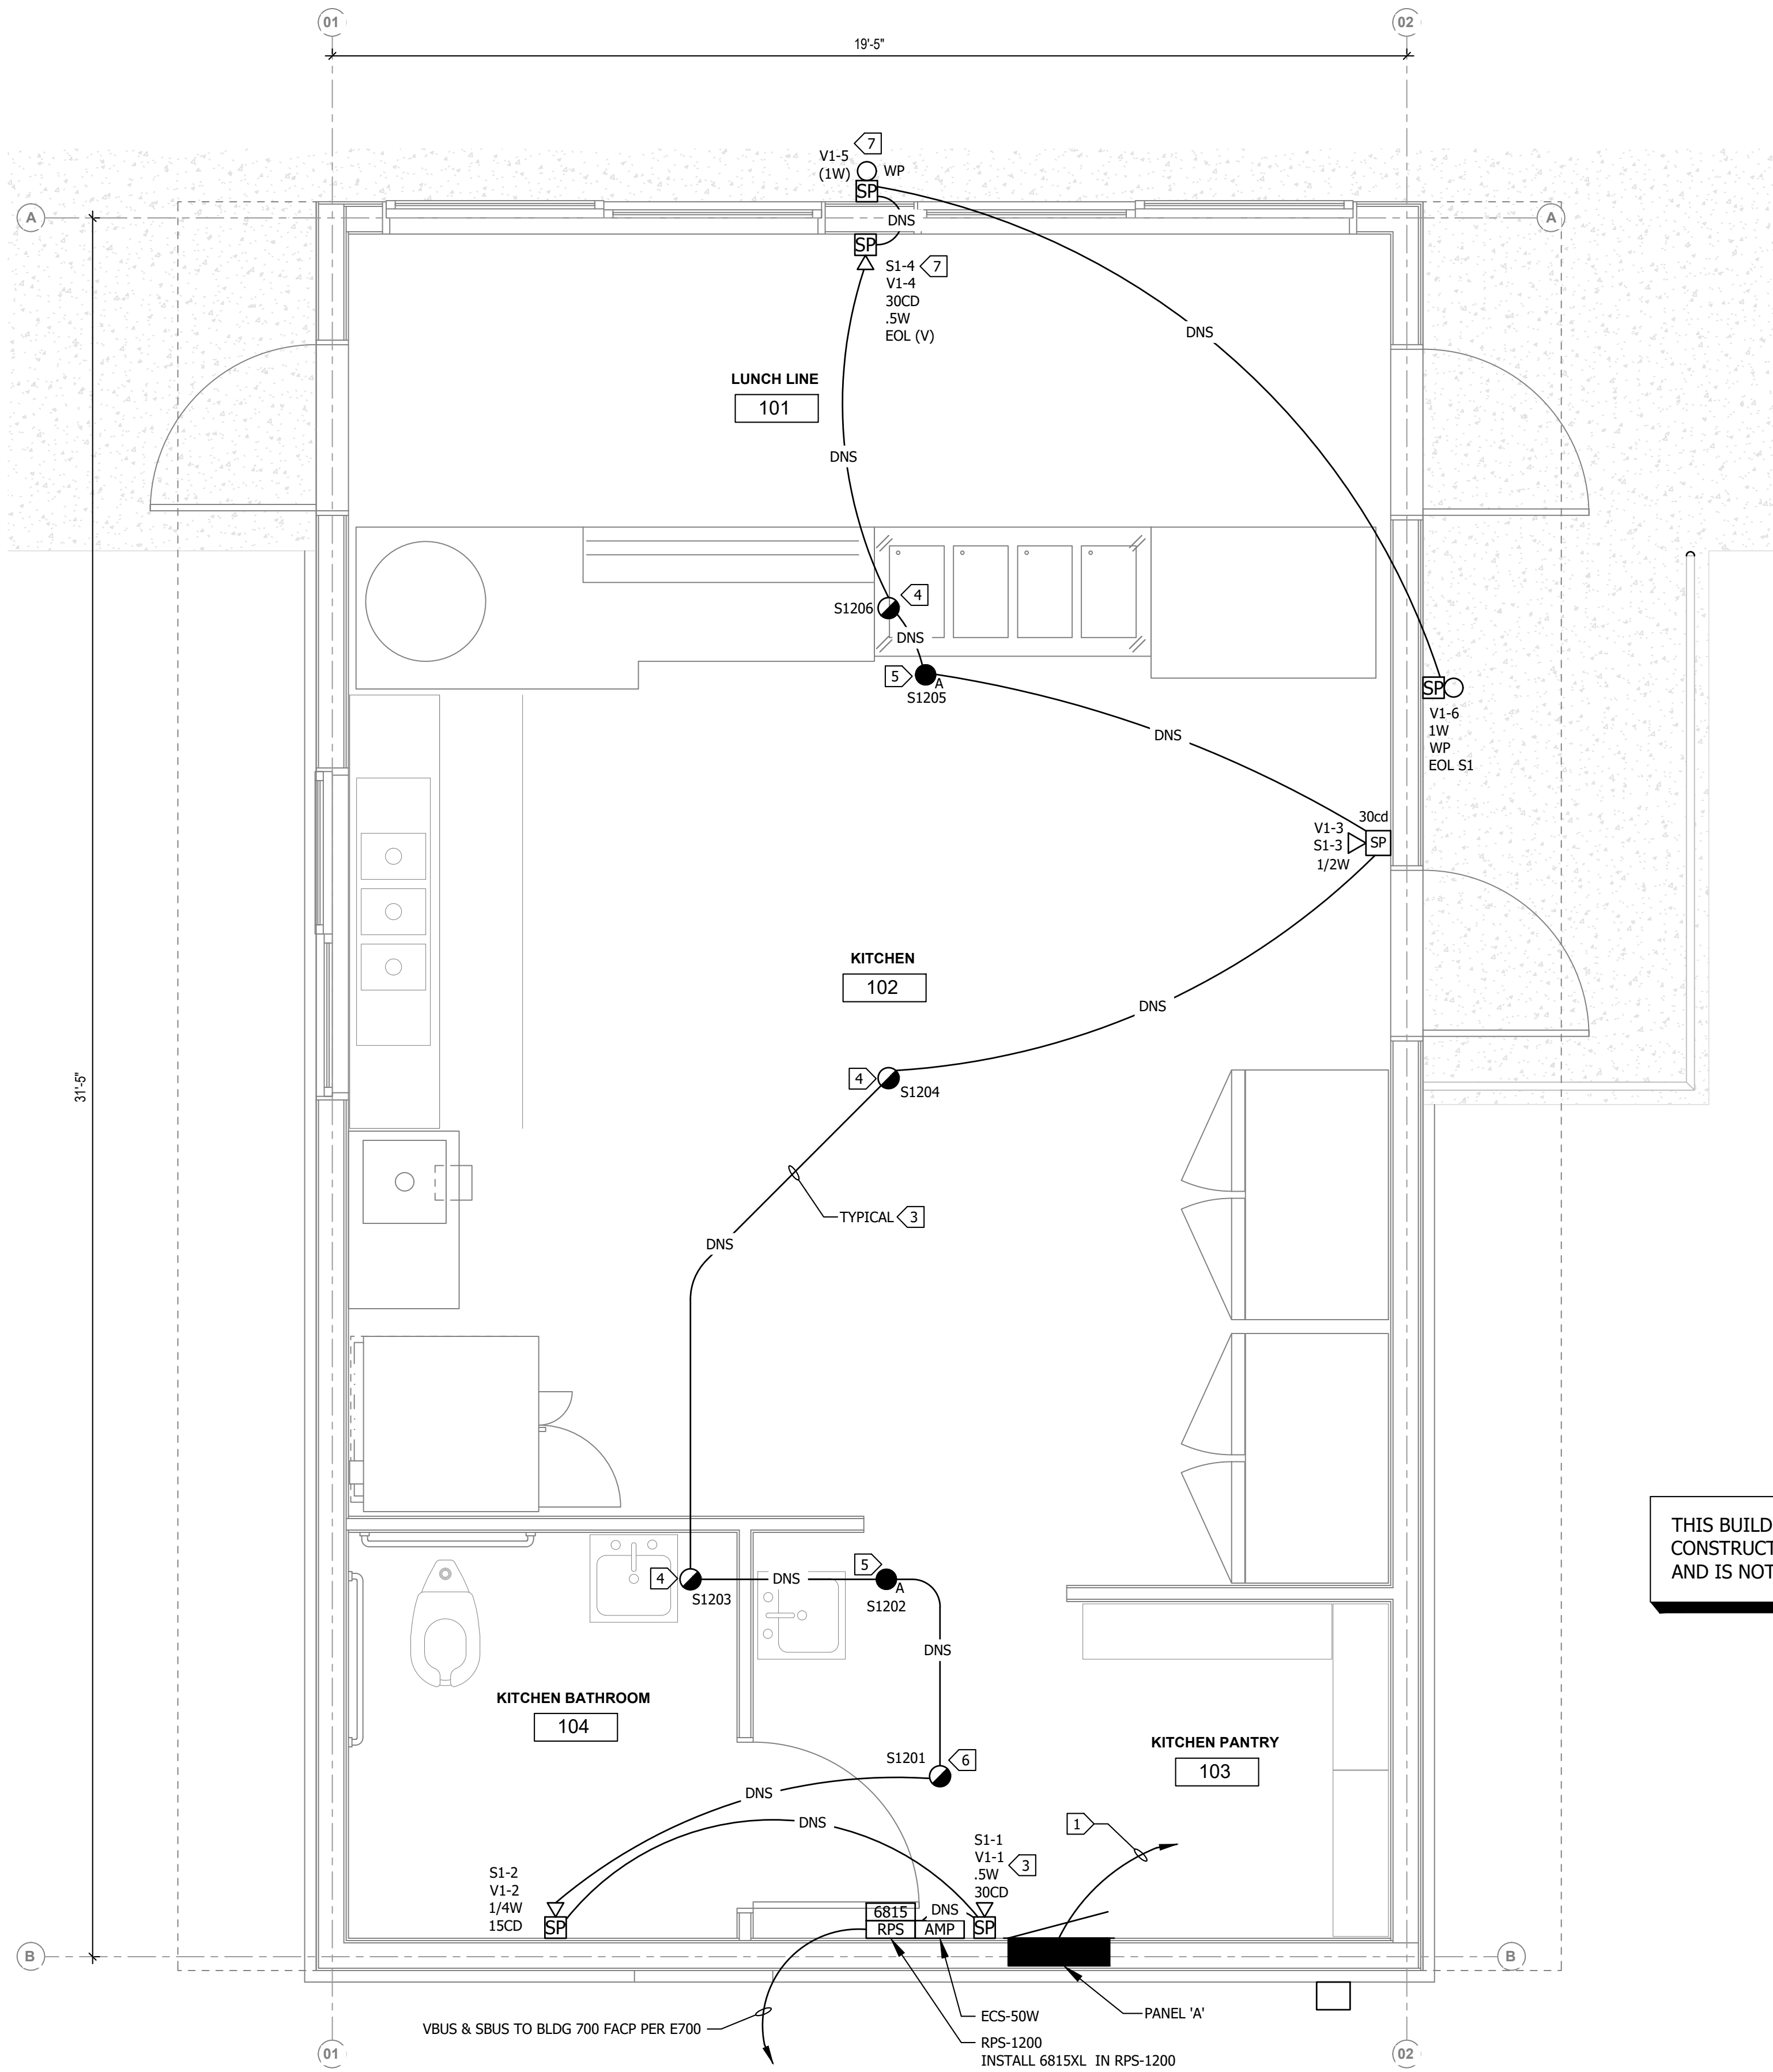 01
02
19'-5"
7
V1-5
(1W)
WP
SP
A
A
DNS
SP
S1-4
7
V1-4
30CD
.5W
EOL (V)
DNS
LUNCH LINE
101
DNS
S1206
4
DNS
5
A
S1205
SP
V1-6
1W
WP
EOL S1
DNS
30cd
V1-3
S1-3
SP
1/2W
KITCHEN
102
DNS
31'-5"
4
S1204
TYPICAL
3
DNS
THIS BUILD
CONSTRUCT
AND IS NOT
5
4
DNS
A
S1203
S1202
DNS
KITCHEN BATHROOM
104
KITCHEN PANTRY
103
S1201
6
DNS
DNS
1
S1-1
V1-1
3
.5W
30CD
S1-2
V1-2
1/4W
15CD
SP
6815
DNS
RPS
AMP
SP
B
B
ECS-50W
PANEL 'A'
VBUS & SBUS TO BLDG 700 FACP PER E700
RPS-1200
INSTALL 6815XL IN RPS-1200
01
02